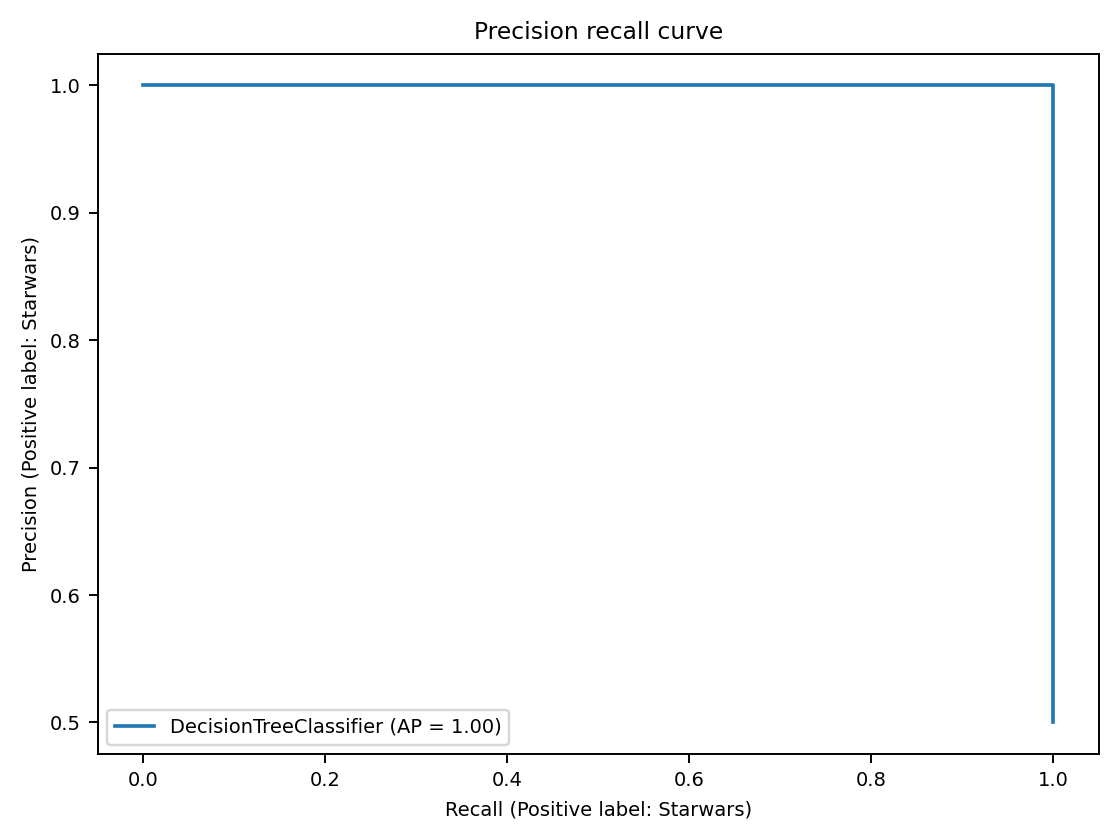 Precision recall curve
1.0
0.9
0.8
0.7
0.6
0.5
Precision (Positive label: Starwars)
DecisionTreeClassifier (AP = 1.00)
0.0 0.2 0.4 0.6 0.8 1.0
Recall (Positive label: Starwars)